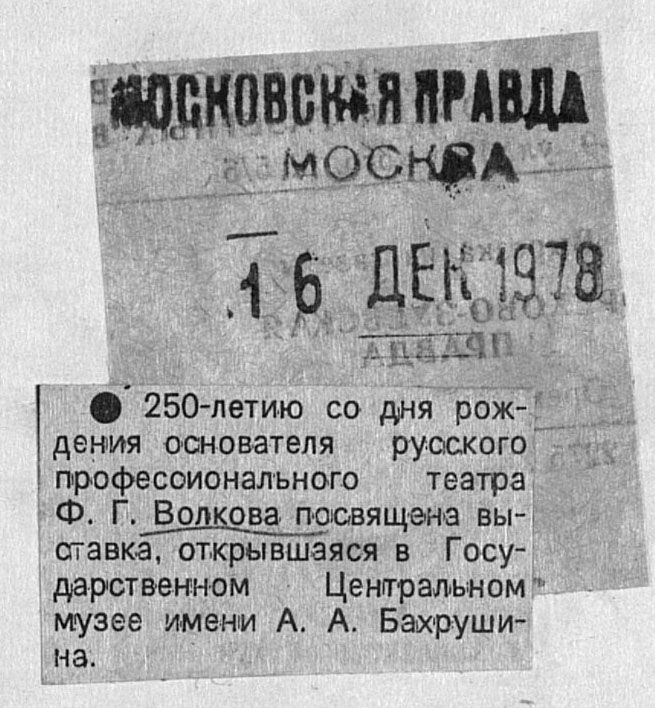 МОСКОВСКАЯ ПРАВДА
МОСКВА
16 ДЕК 1978
● 250-летию со дня рож-
дения основателя русского
профессионального театра
Ф. Г. Волкова посвящена вы-
ставка, открывшаяся в Госу-
дарственном Центральном
музее имени А. А. Бахруши-
на.